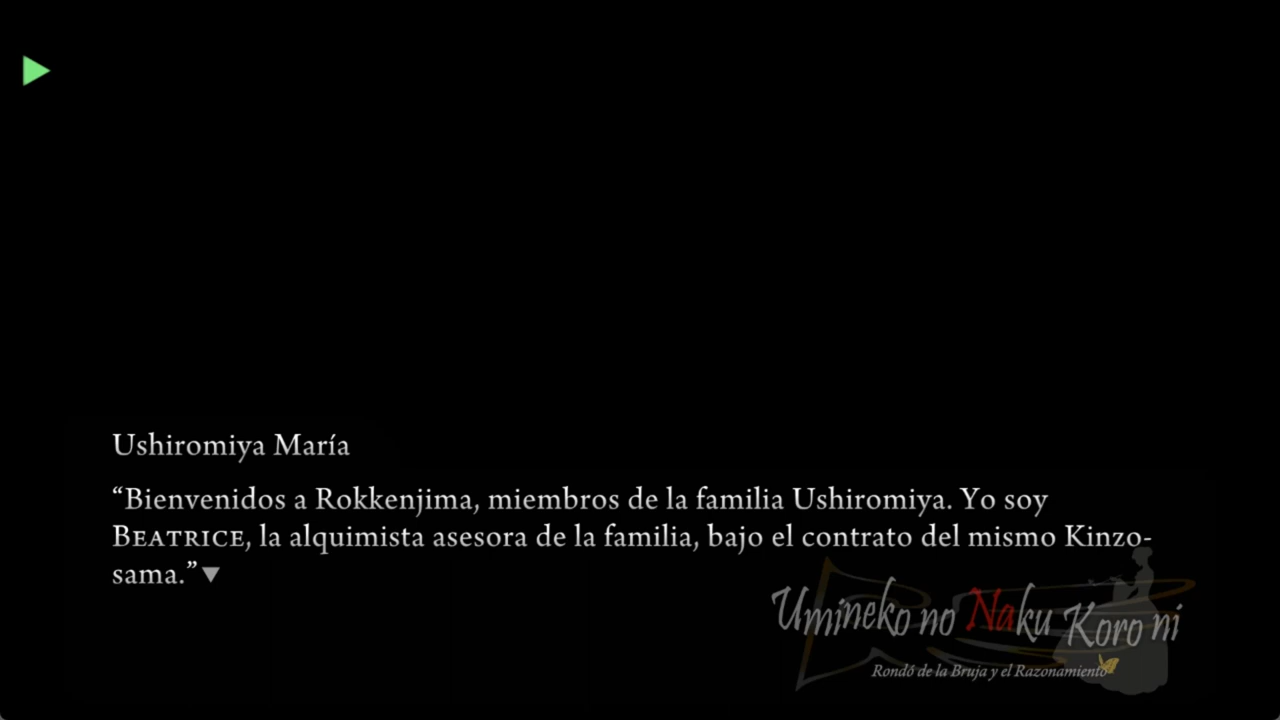 Ushiromiya María
“Bienvenidos a Rokkenjima, miembros de la familia Ushiromiya. Yo soy
BEATRICE, la alquimista asesora de la familia, bajo el contrato del mismo Kinzo-
sama.”
Umineko no Naku Koro ni
Rondó de la Bruja y el Razonamiento